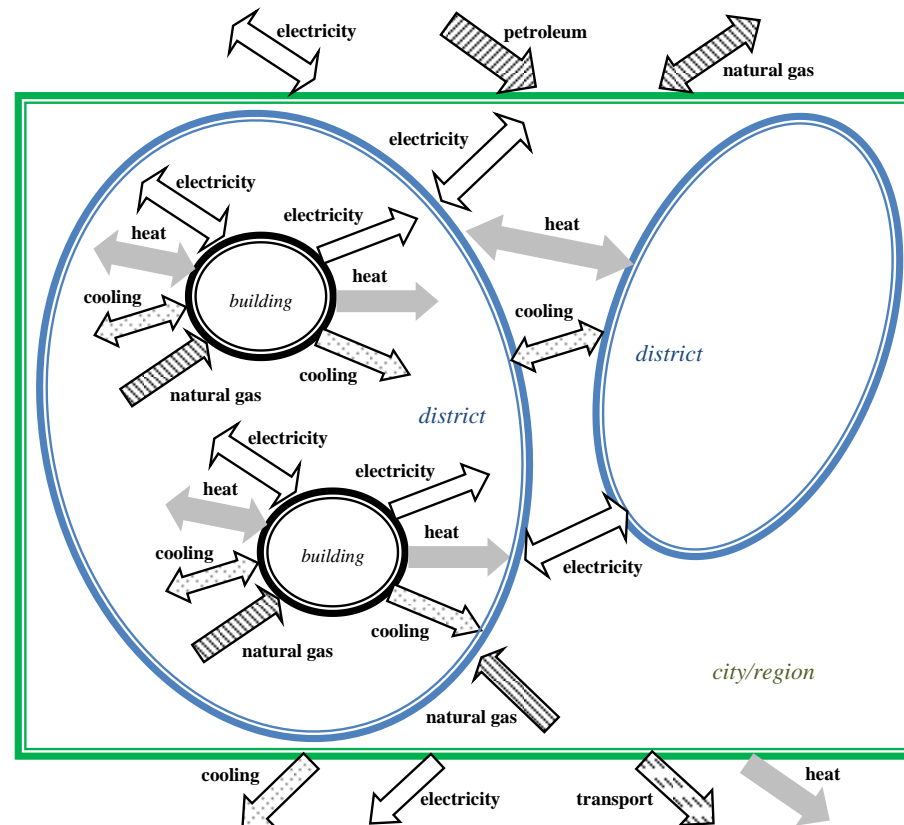 electricity
petroleum
natural gas
electricity
electricity
electricity
heat
heat
heat
cooling
building
cooling
cooling
district
natural gas
district
electricity
electricity
heat
heat
cooling
building
electricity
cooling
natural gas
city/region
natural gas
cooling
electricity
transport
heat